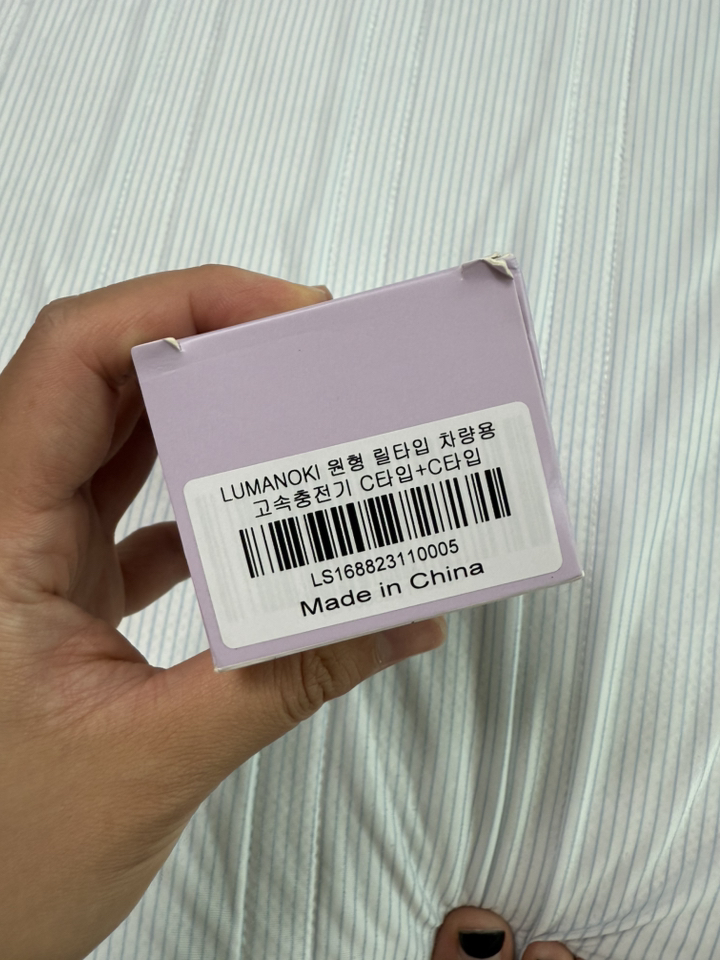 LUMANOKI 원형 릴타입 차량용
고속충전기 C타입+C타입
LS168823110005
Made in China